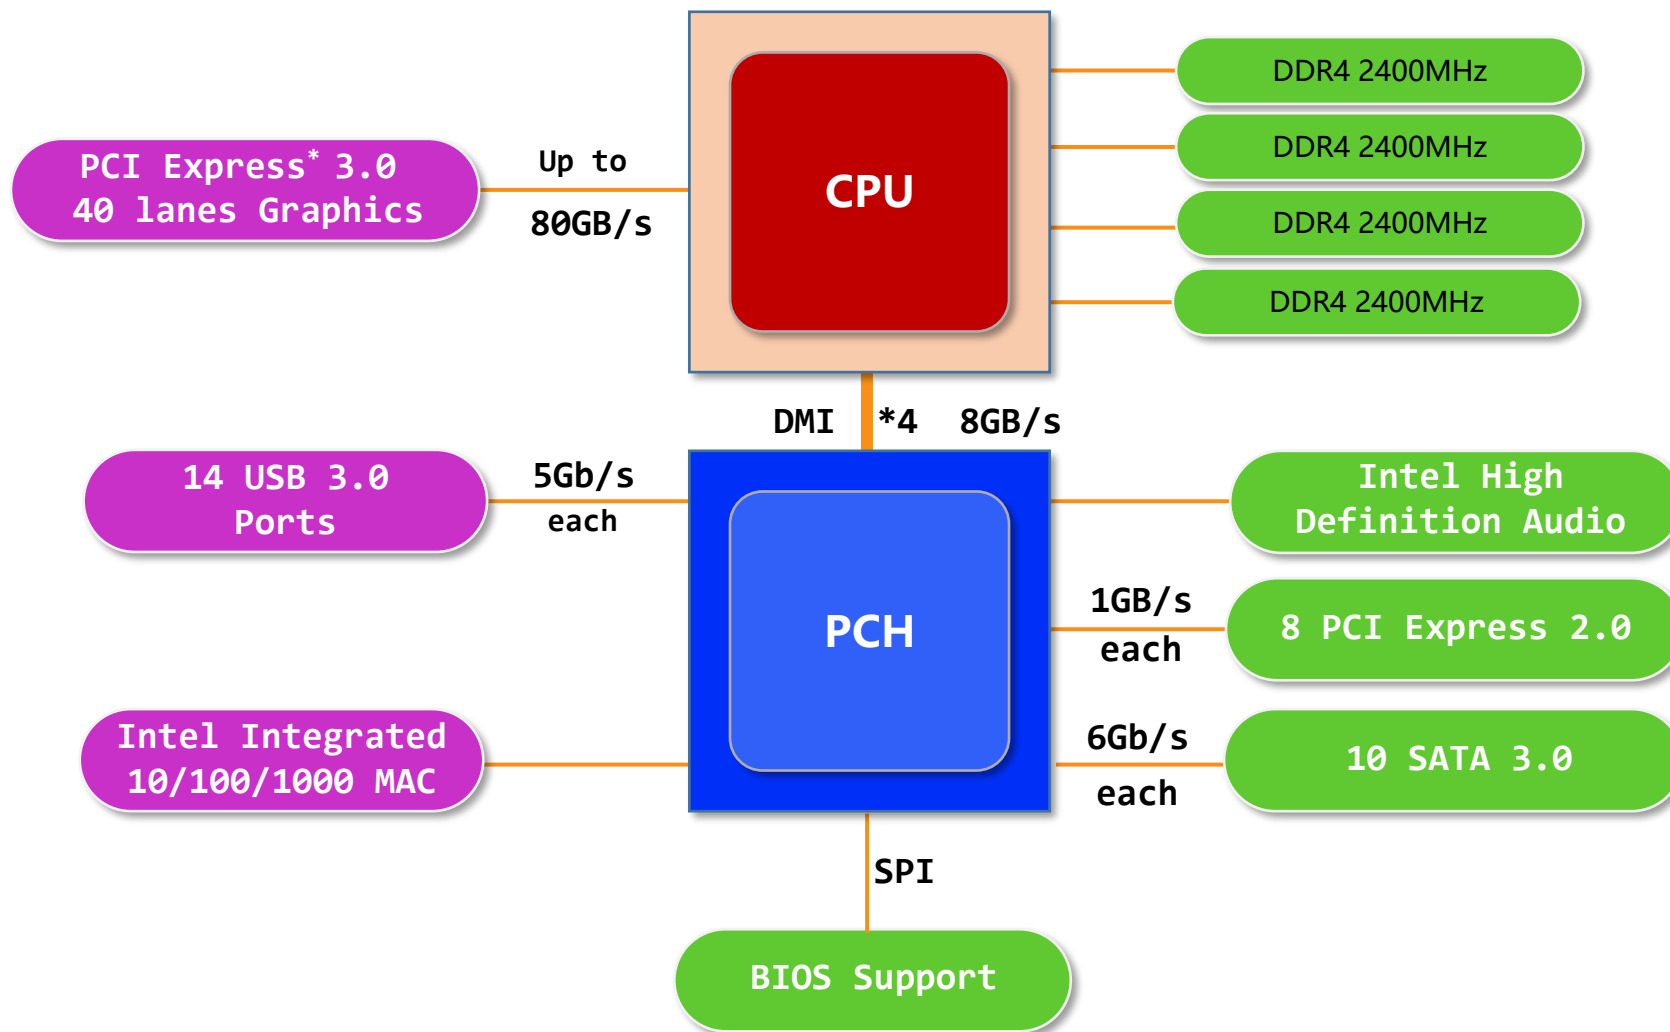 DDR4 2400MHz
DDR4 2400MHz
DDR4 2400MHz
DDR4 2400MHz
PCI Express* 3.0
40 lanes Graphics
Up to
80GB/s
CPU
DMI *4 8GB/s
14 USB 3.0
Ports
5Gb/s
each
Intel High
Definition Audio
PCH
1GB/s
each
8 PCI Express 2.0
Intel Integrated
10/100/1000 MAC
6Gb/s
each
10 SATA 3.0
SPI
BIOS Support